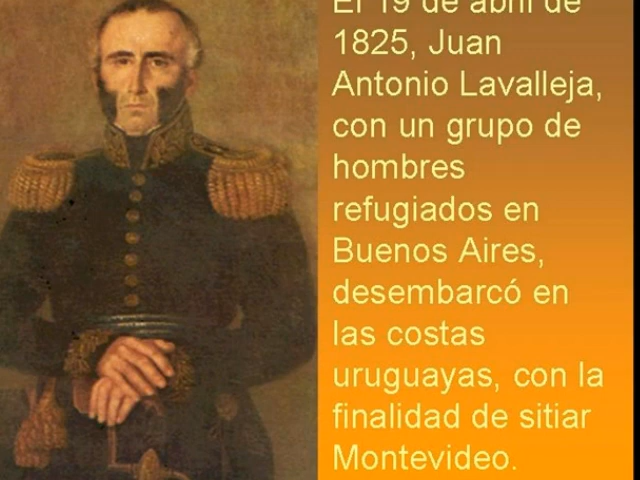 El 19 de abril de
1825, Juan
Antonio Lavalleja,
con un grupo de
hombres
refugiados en
Buenos Aires,
desembarcó en
las costas
uruguayas, con la
finalidad de sitiar
Montevideo.